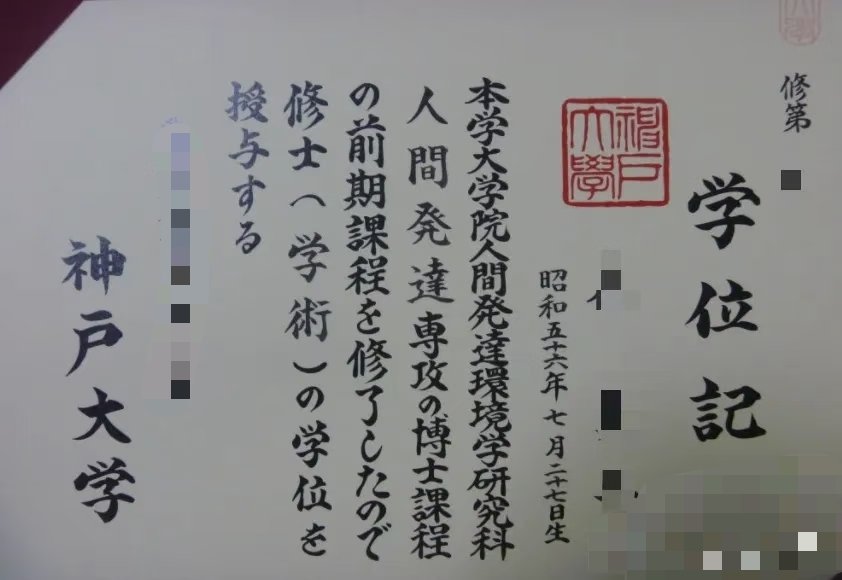 修第
学位記
昭和五十六年七月二十七日生
神戸
大學
本学大学院人間発達環境学研究科
人間発達専攻の博士課程
の前期課程を修了したので
修士(学術)の学位を
授与する
神戸大学